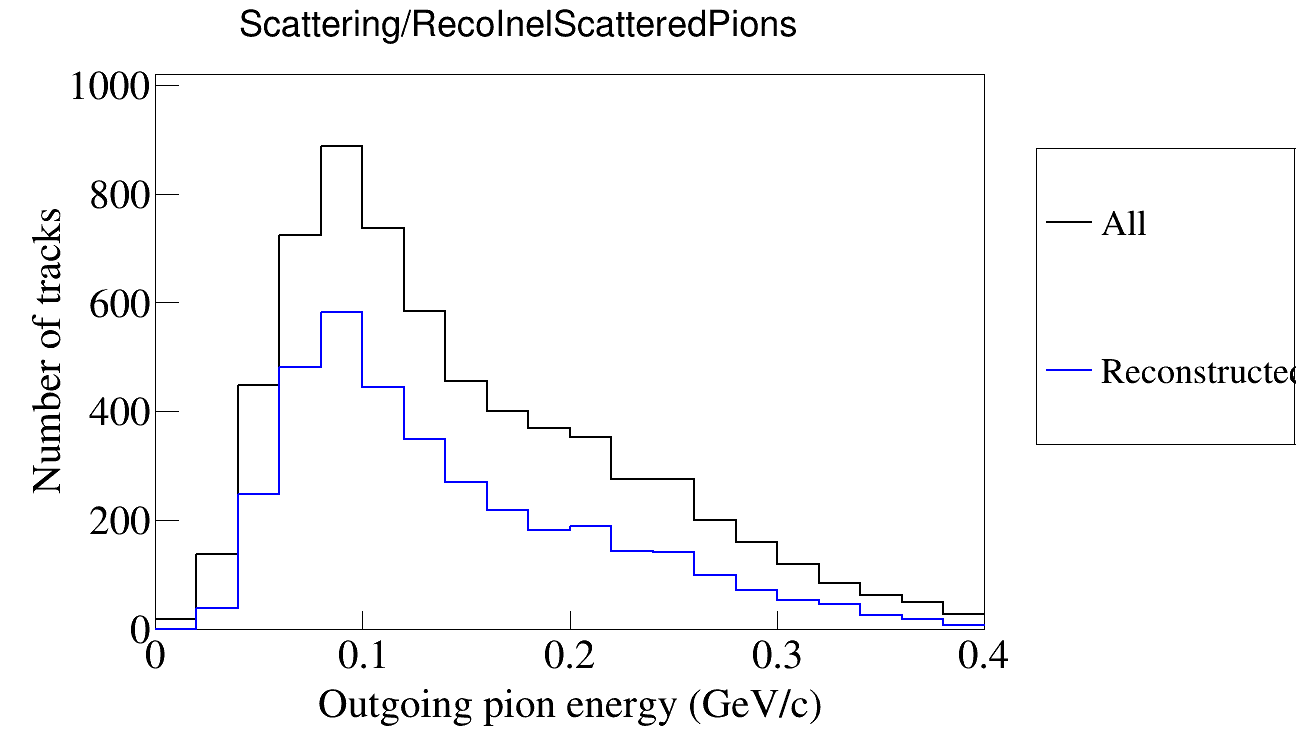 Scattering/RecoInelScatteredPions
1000
800
600
400
200
0
Number of tracks
0 0.1 0.2 0.3 0.4
Outgoing pion energy (GeV/c)
All
Reconstructed